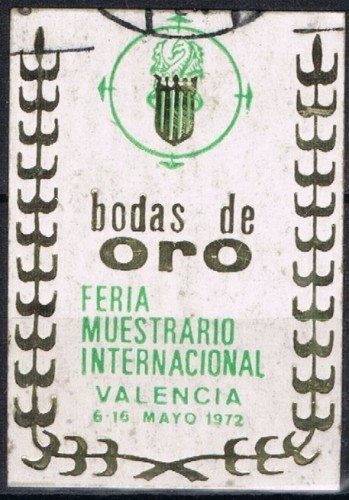 bodas de
oro
FERIA
MUESTRARIO
INTERNACIONAL
VALENCIA
6-16 MAYO 1972